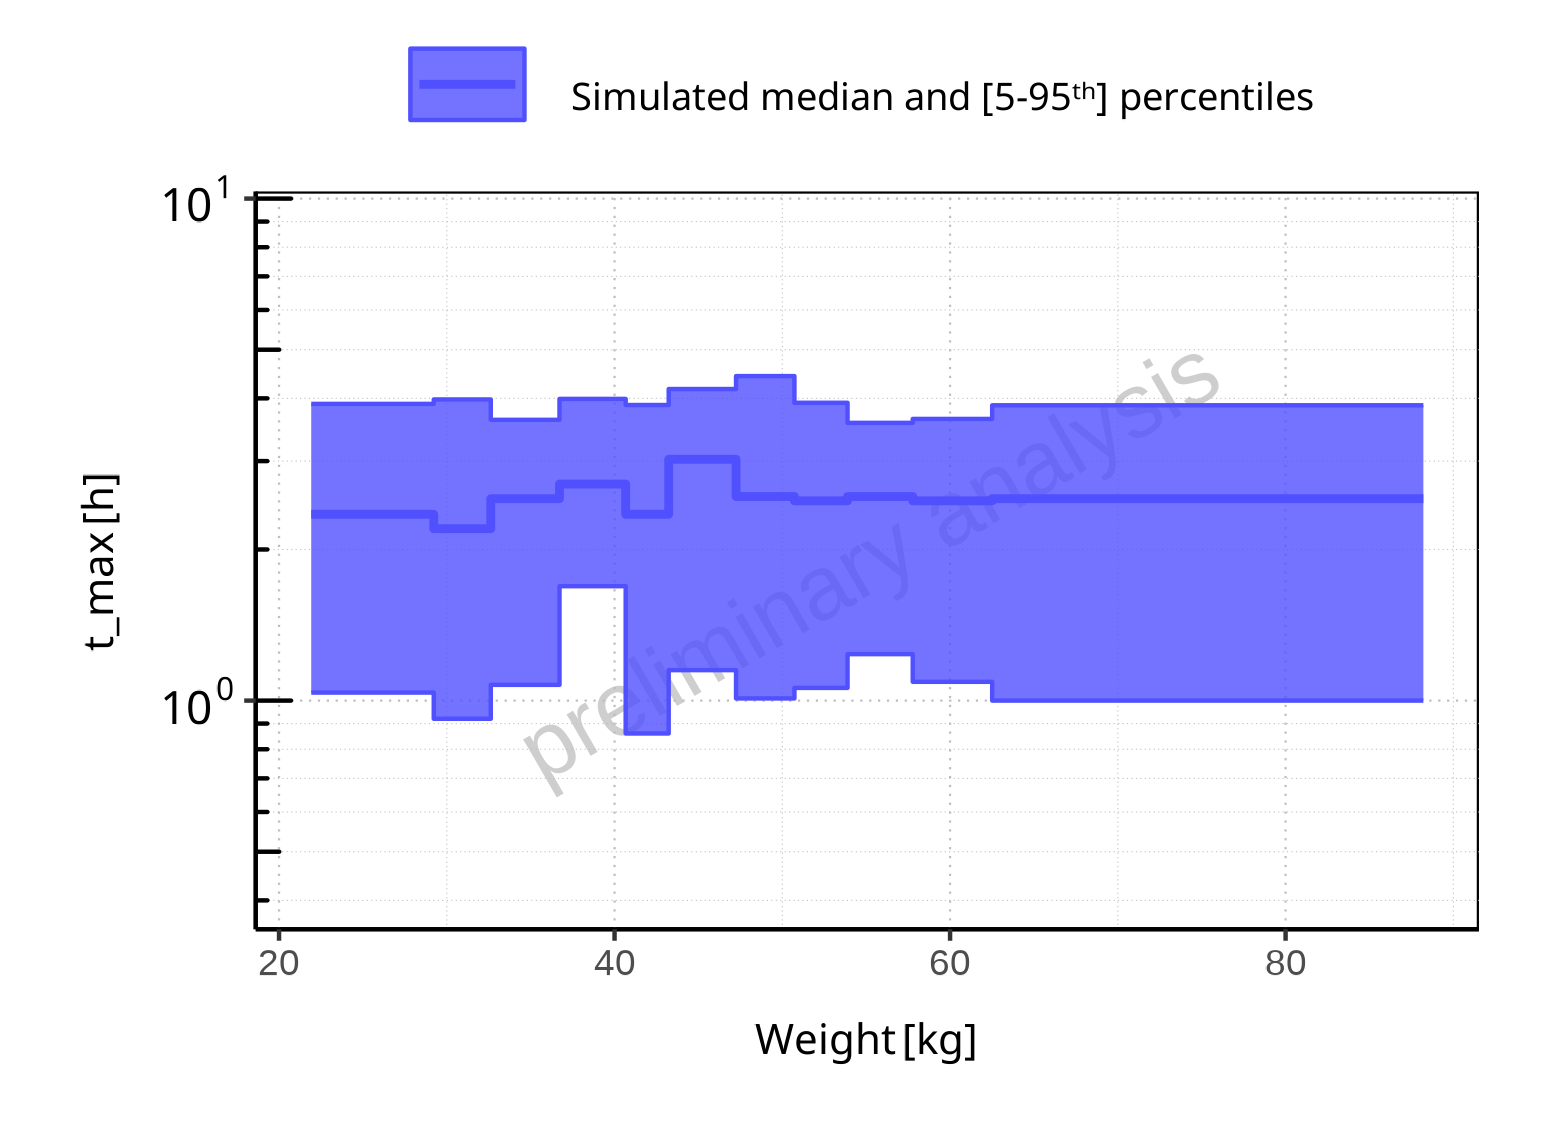 Simulated median and [5-95ᵗʰ] percentiles
10¹
t_max [h]
preliminary analysis
10⁰
20 40 60 80
Weight [kg]